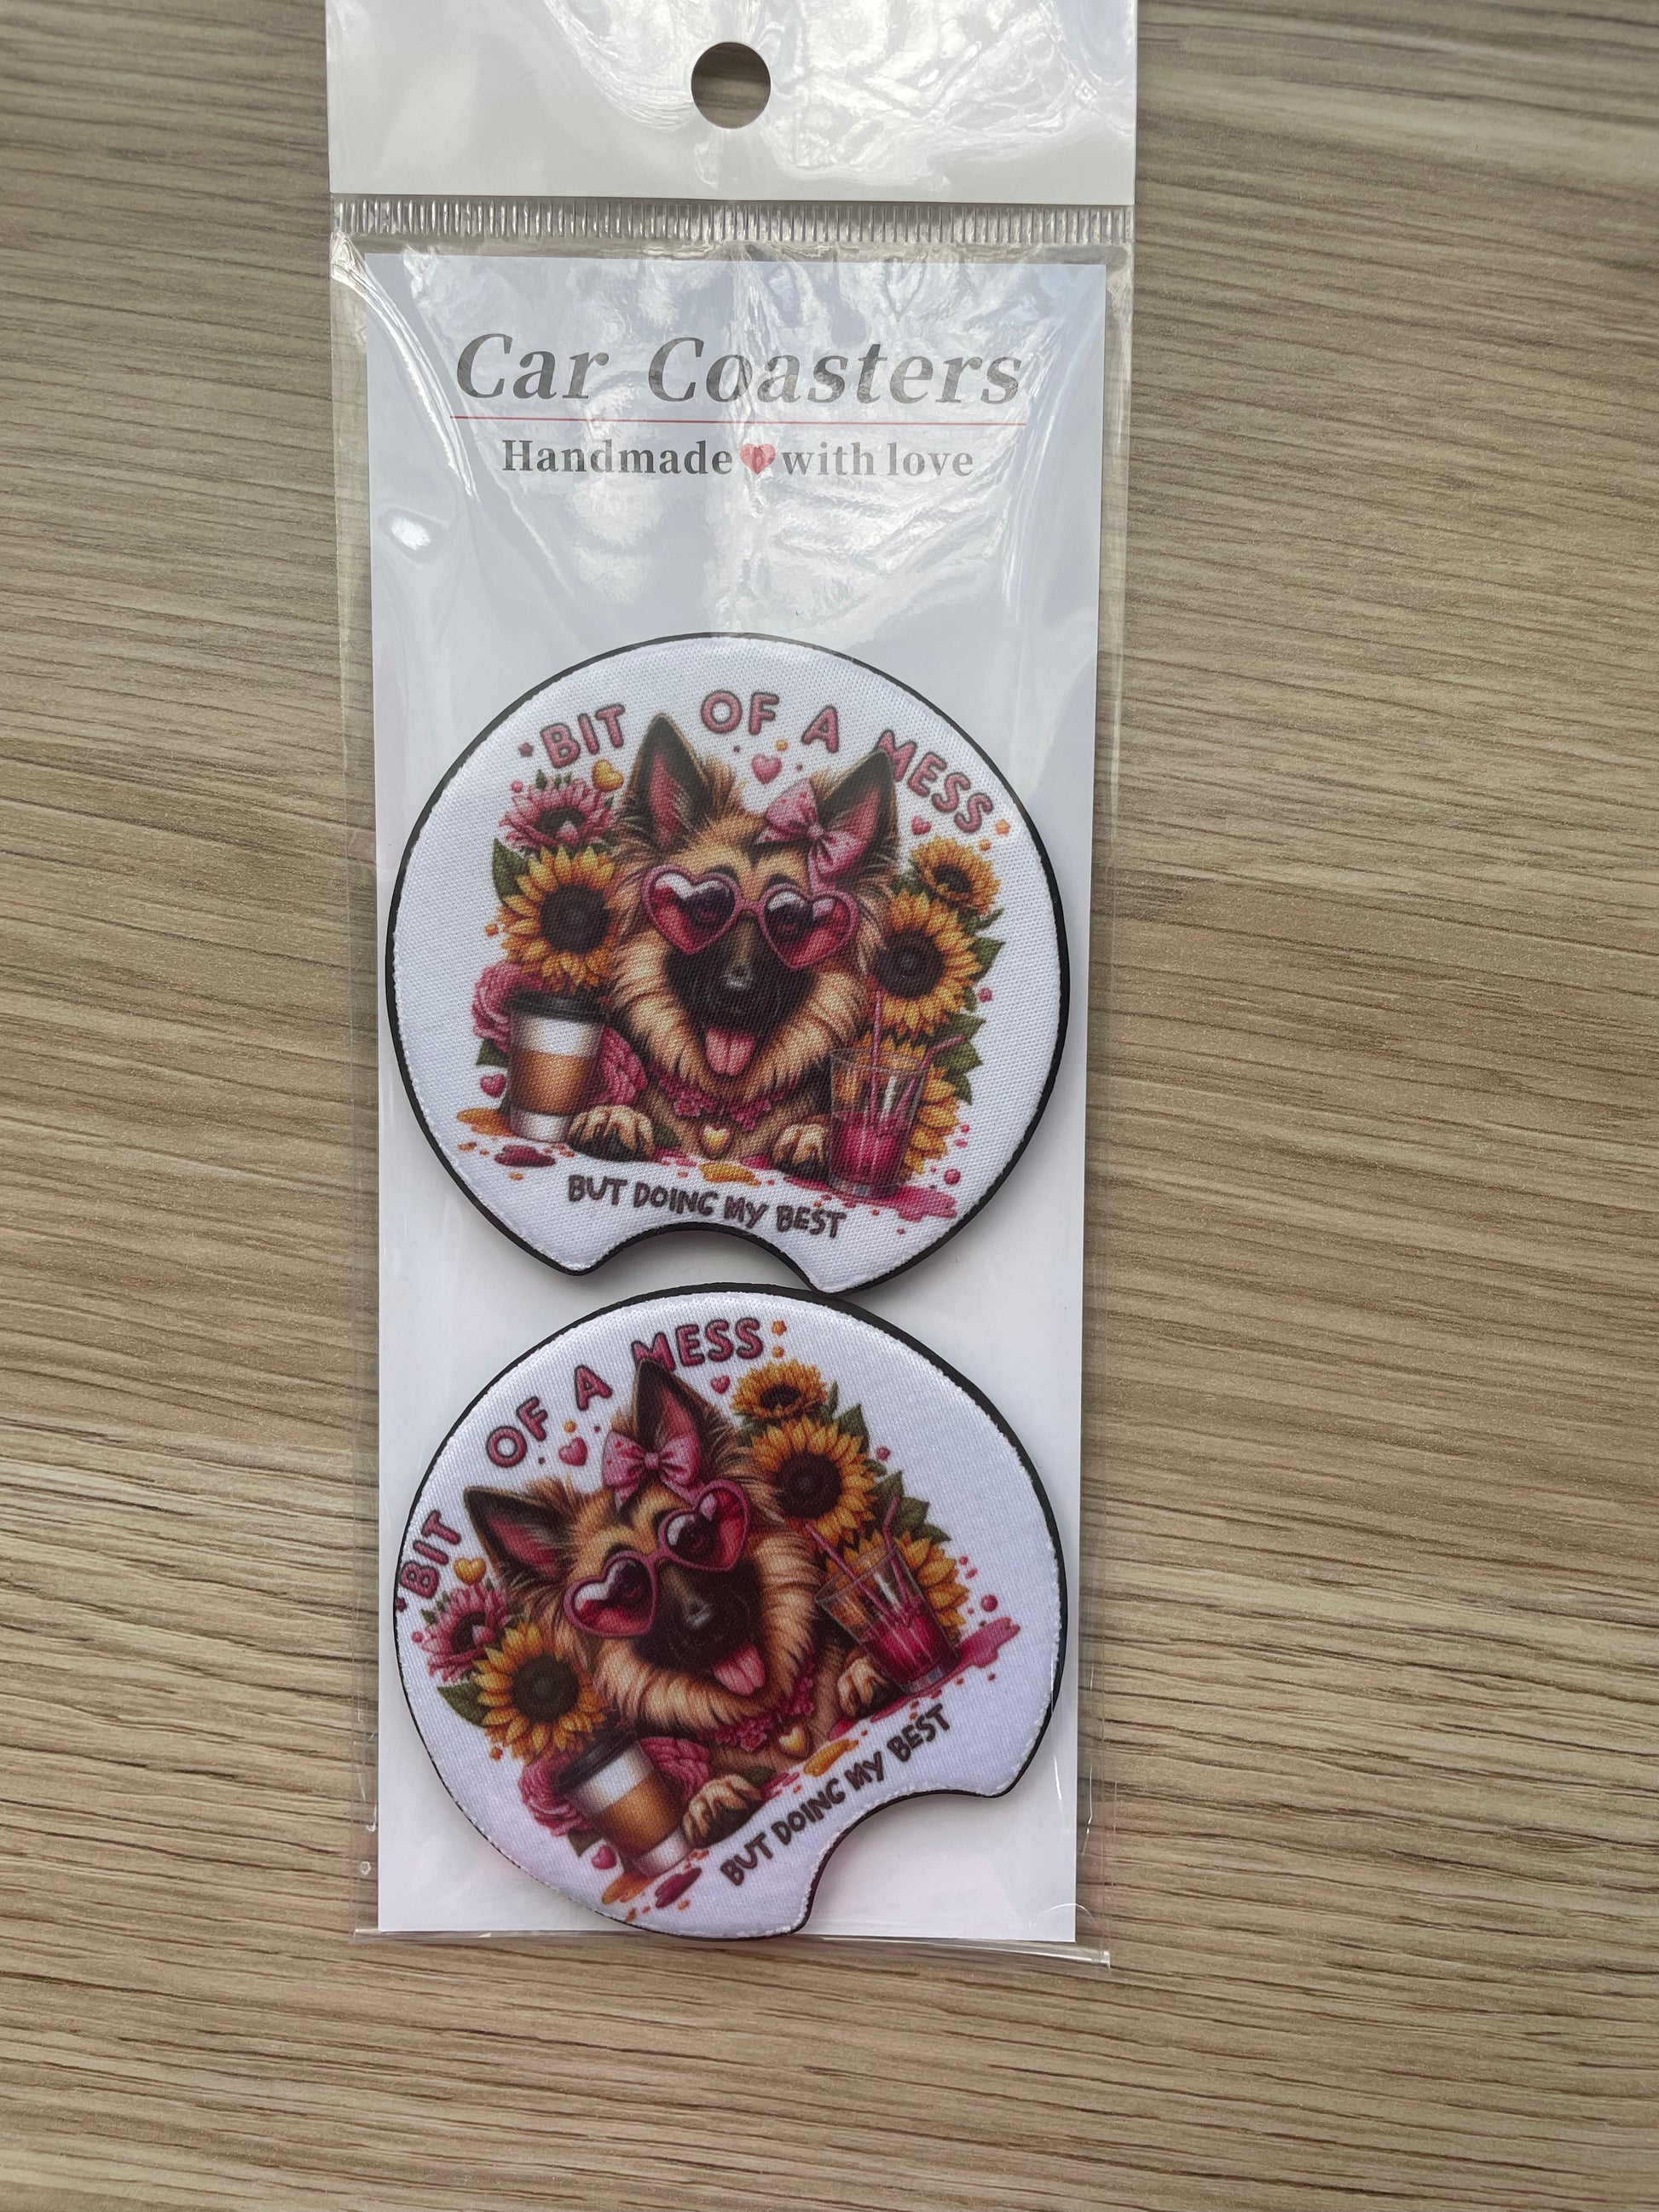 Car Coasters
Handmade❤with love
BIT OF A MESS
BUT DOING MY BEST
BIT OF A MESS
BUT DOING MY BEST